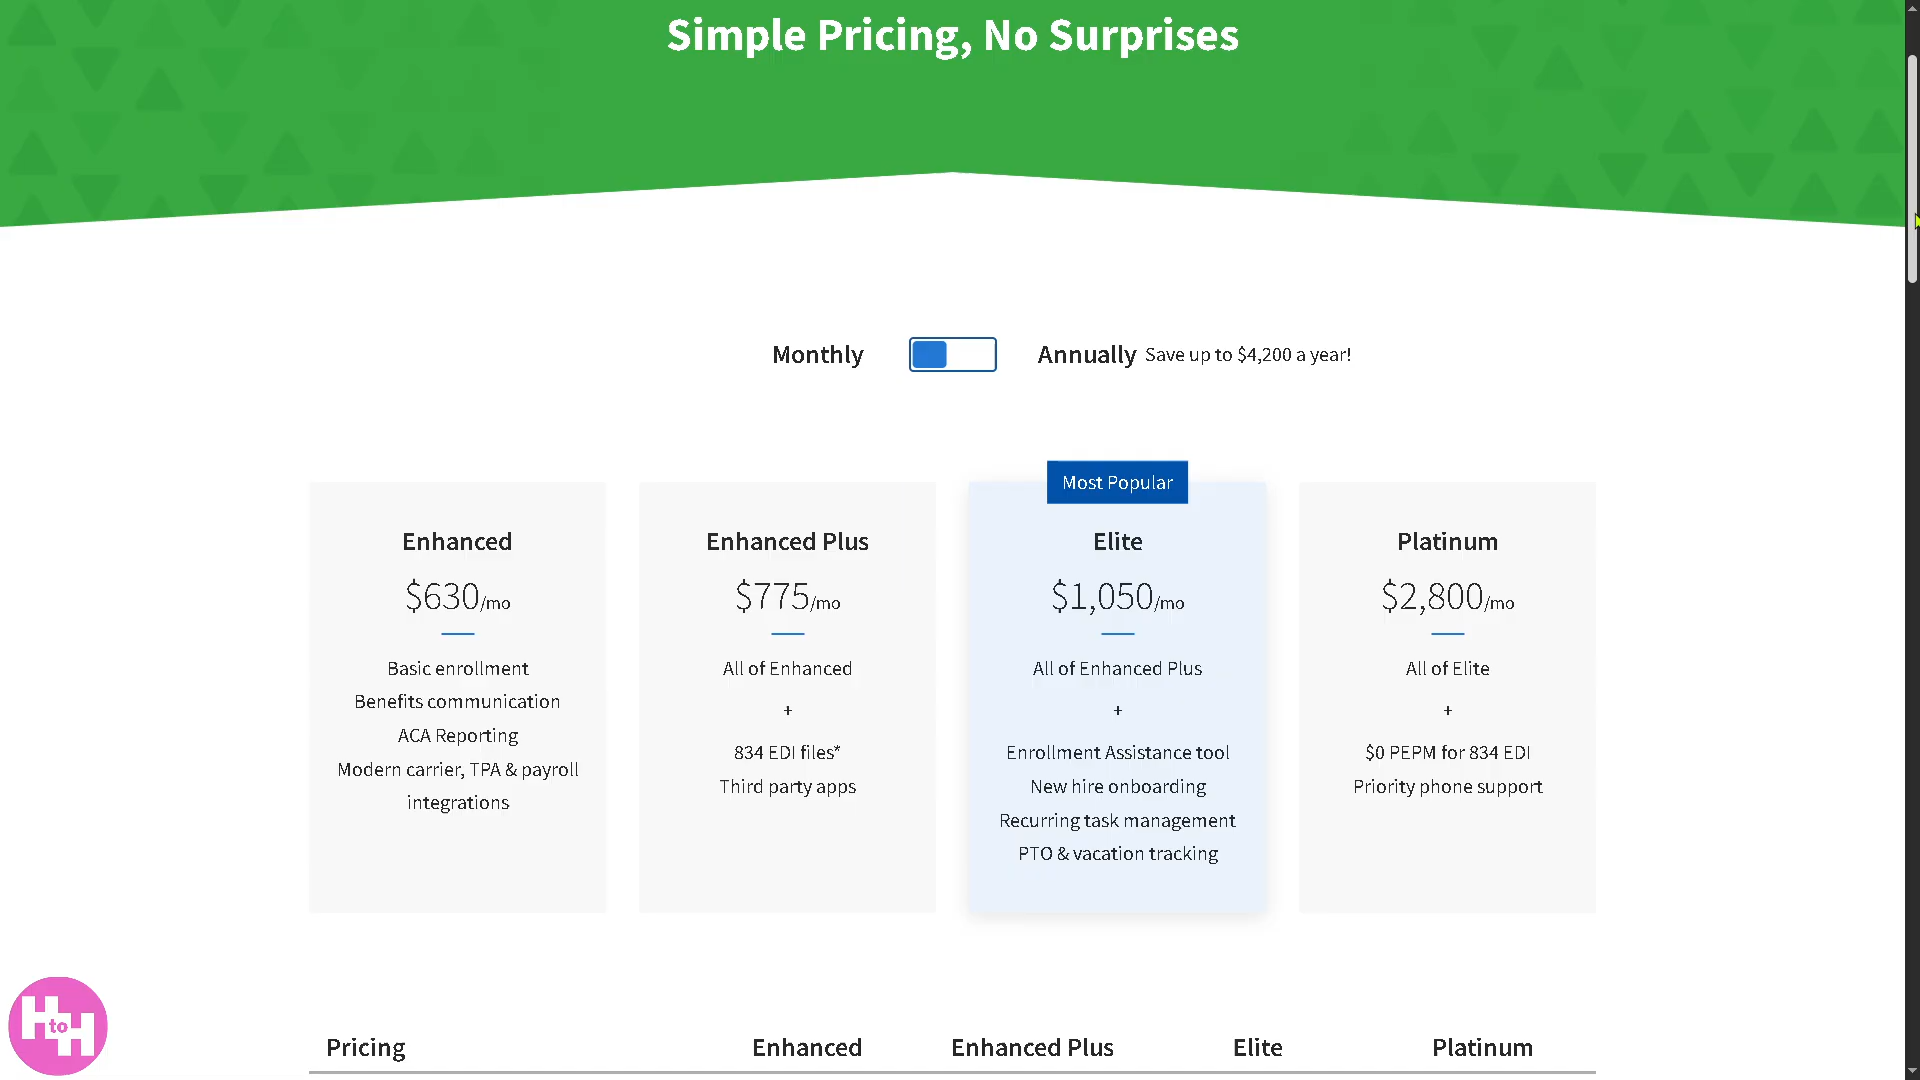 Simple Pricing, No Surprises
Monthly
Annually Save up to $4,200 a year!
Most Popular
Enhanced
$630/mo
Basic enrollment
Benefits communication
ACA Reporting
Modern carrier, TPA & payroll
integrations
Enhanced Plus
$775/mo
All of Enhanced
+
834 EDI files*
Third party apps
Elite
$1,050/mo
All of Enhanced Plus
+
Enrollment Assistance tool
New hire onboarding
Recurring task management
PTO & vacation tracking
Platinum
$2,800/mo
All of Elite
+
$0 PEPM for 834 EDI
Priority phone support
H to H
Pricing Enhanced Enhanced Plus Elite Platinum